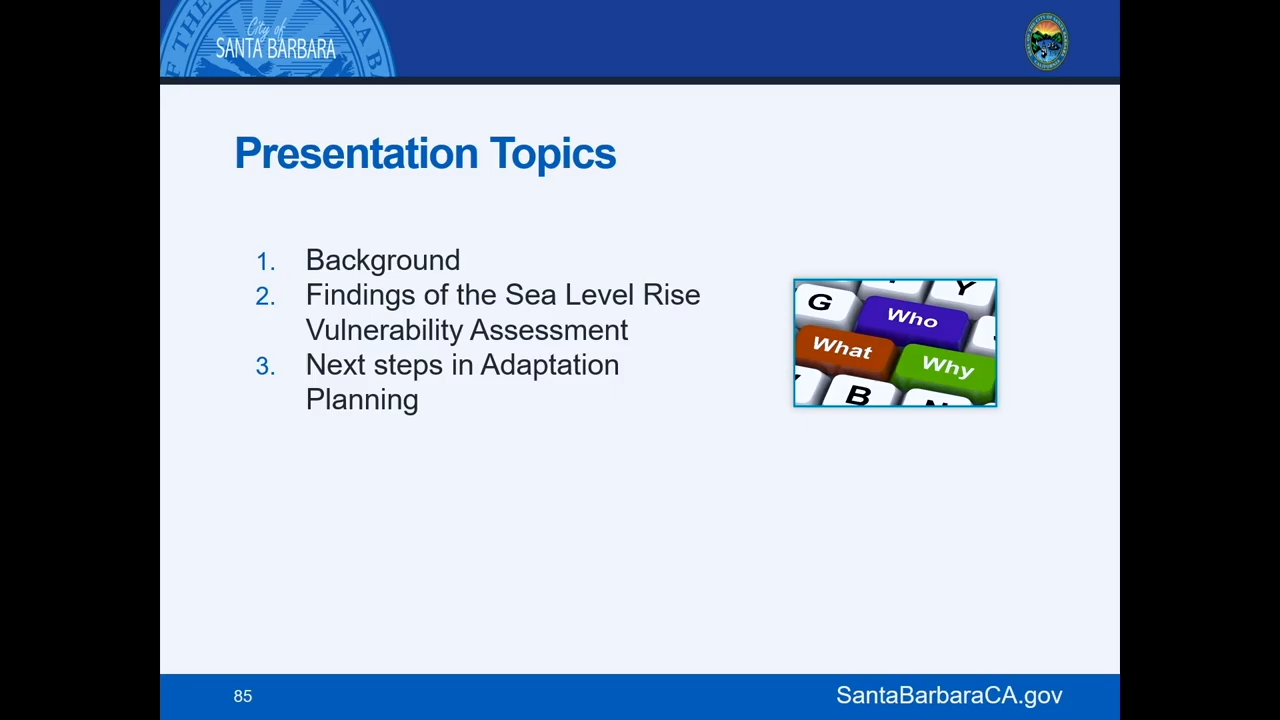 City of
SANTA BARBARA
Presentation Topics
1. Background
2. Findings of the Sea Level Rise
Vulnerability Assessment
3. Next steps in Adaptation
Planning
G
Y
Who
What
Why
B
85
SantaBarbaraCA.gov